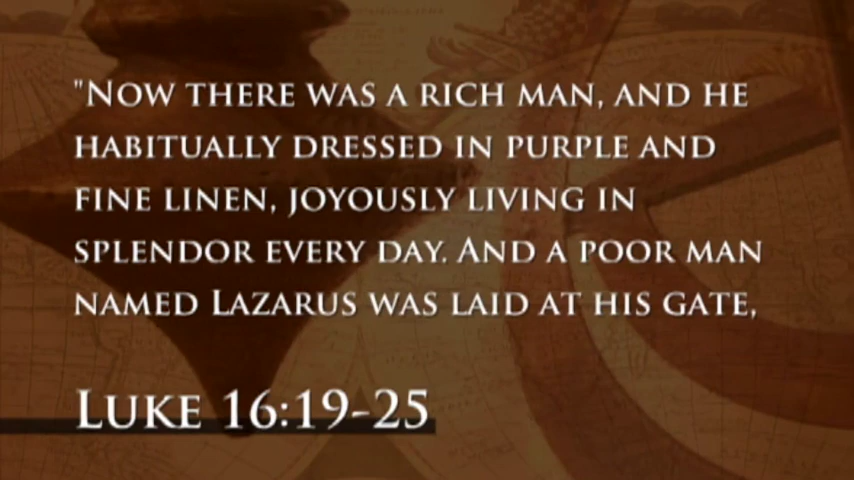 "Now there was a rich man, and he
habitually dressed in purple and
fine linen, joyously living in
splendor every day. And a poor man
named Lazarus was laid at his gate,
Luke 16:19-25